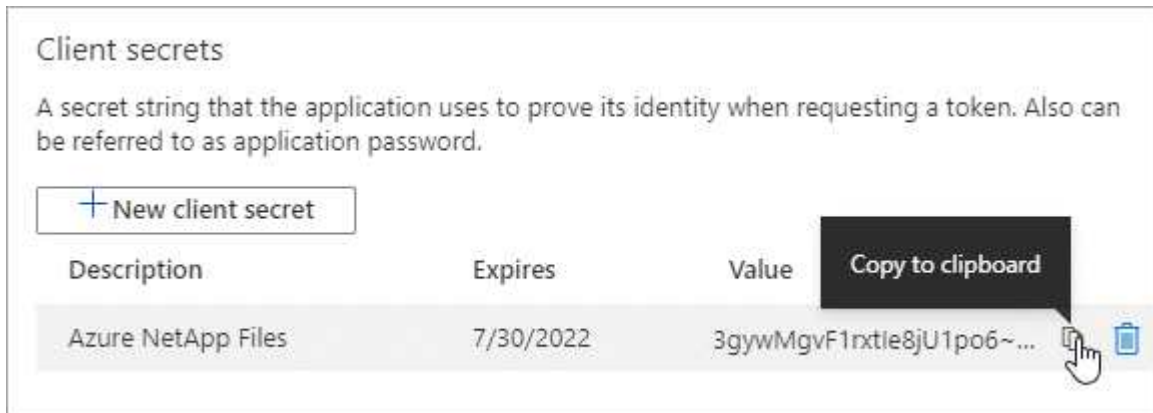 Client secrets
A secret string that the application uses to prove its identity when requesting a token. Also can
be referred to as application password.
New client secret
Description Expires Value Copy to clipboard
Azure NetApp Files 7/30/2022 3gywMgvF1rxtIe8jU1po6~...